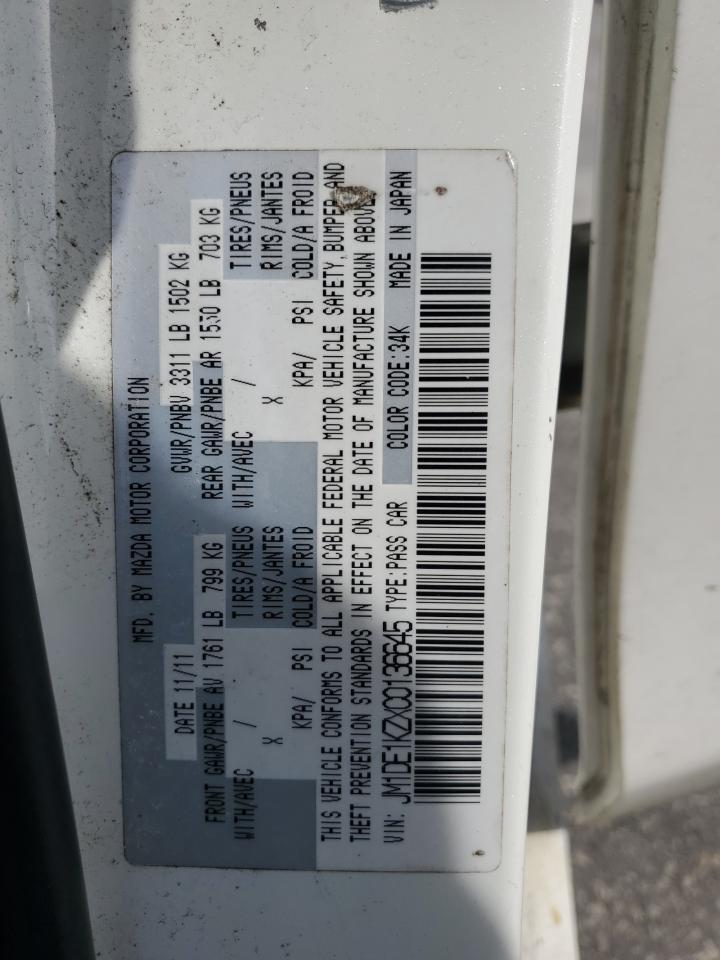 MFD. BY MAZDA MOTOR CORPORATION
DATE 11/11 GVWR/PNBV 3311 LB 1502 KG
FRONT GAWR/PNBE AV 1761 LB 799 KG REAR GAWR/PNBE AR 1550 LB 703 KG
WITH/AVEC TIRES/PNEUS WITH/AVEC TIRES/PNEUS
X / RIMS/JANTES X / RIMS/JANTES
KPA/ PSI COLD/A FROID KPA/ PSI COLD/A FROID
THIS VEHICLE CONFORMS TO ALL APPLICABLE FEDERAL MOTOR VEHICLE SAFETY, BUMPER AND
THEFT PREVENTION STANDARDS IN EFFECT ON THE DATE OF MANUFACTURE SHOWN ABOVE
VIN: JM1DE1KZXC0136645 TYPE:PASS CAR COLOR CODE:34K MADE IN JAPAN